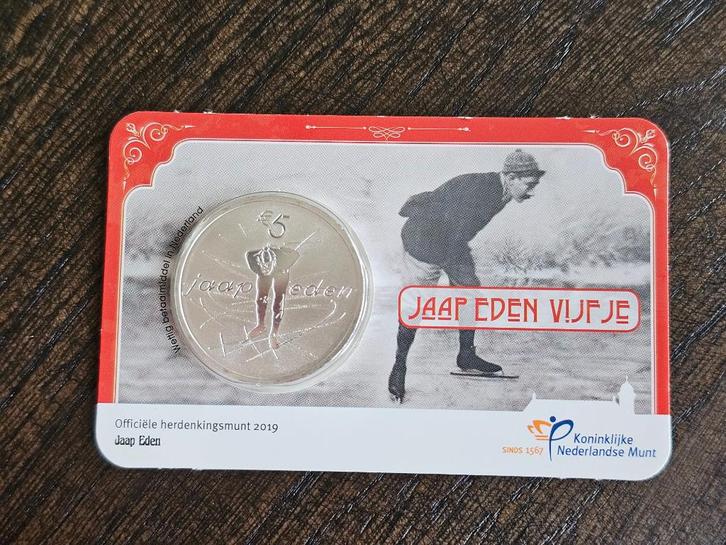 Wettig betaalmiddel in Nederland
€5
jaap eden
JAAP EDEN VIJFJE
Officiële herdenkingsmunt 2019
Jaap Eden
SINDS 1567
Koninklijke
Nederlandse Munt